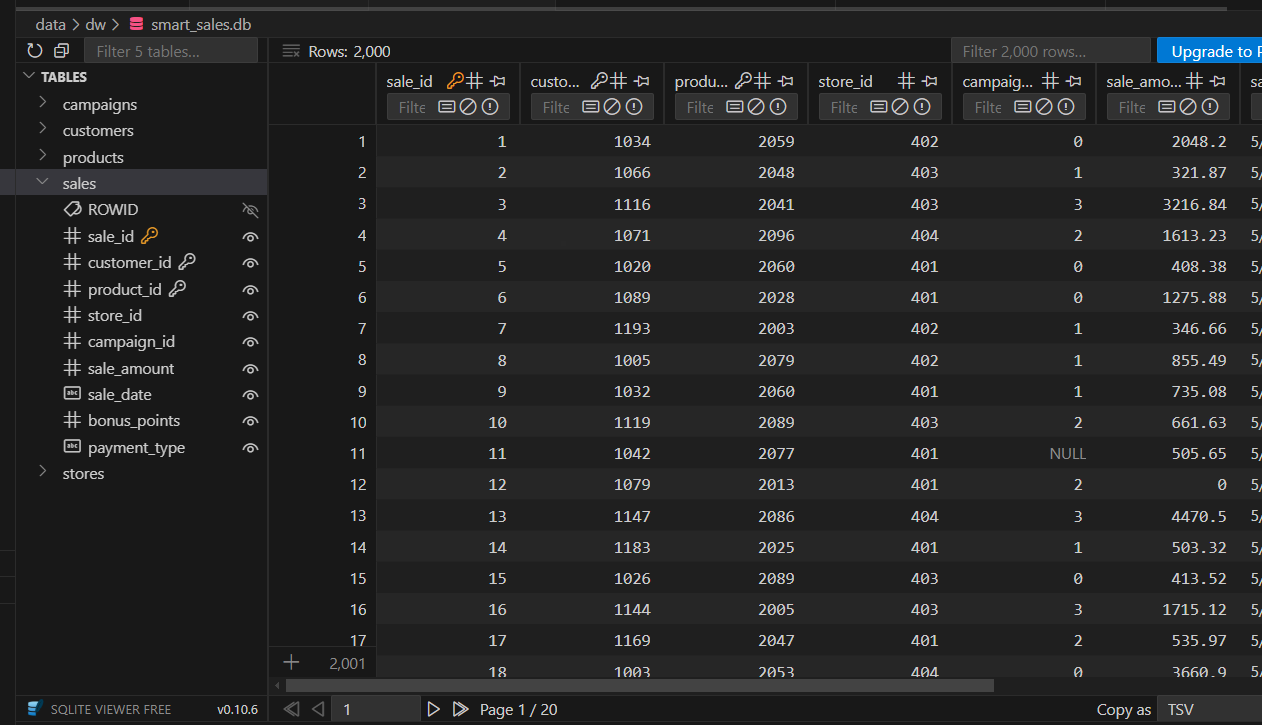 data > dw > smart_sales.db
Filter 5 tables...
Rows: 2,000
Filter 2,000 rows...
Upgrade to P
TABLES
campaigns
customers
products
sales
ROWID
sale_id
customer_id
product_id
store_id
campaign_id
sale_amount
sale_date
bonus_points
payment_type
stores
sale_id custo... produ... store_id campaig... sale_amo... sa
Filte Filte Filte Filte Filte Filte
1 1 1034 2059 402 0 2048.2 5/
2 2 1066 2048 403 1 321.87 5/
3 3 1116 2041 403 3 3216.84 5/
4 4 1071 2096 404 2 1613.23 5/
5 5 1020 2060 401 0 408.38 5/
6 6 1089 2028 401 0 1275.88 5/
7 7 1193 2003 402 1 346.66 5/
8 8 1005 2079 402 1 855.49 5/
9 9 1032 2060 401 1 735.08 5/
10 10 1119 2089 403 2 661.63 5/
11 11 1042 2077 401 NULL 505.65 5/
12 12 1079 2013 401 2 0 5/
13 13 1147 2086 404 3 4470.5 5/
14 14 1183 2025 401 1 503.32 5/
15 15 1026 2089 403 0 413.52 5/
16 16 1144 2005 403 3 1715.12 5/
17 17 1169 2047 401 2 535.97 5/
18 1003 2053 404 0 3660.9 5/
2,001
SQLITE VIEWER FREE v0.10.6
1 Page 1 / 20
Copy as TSV